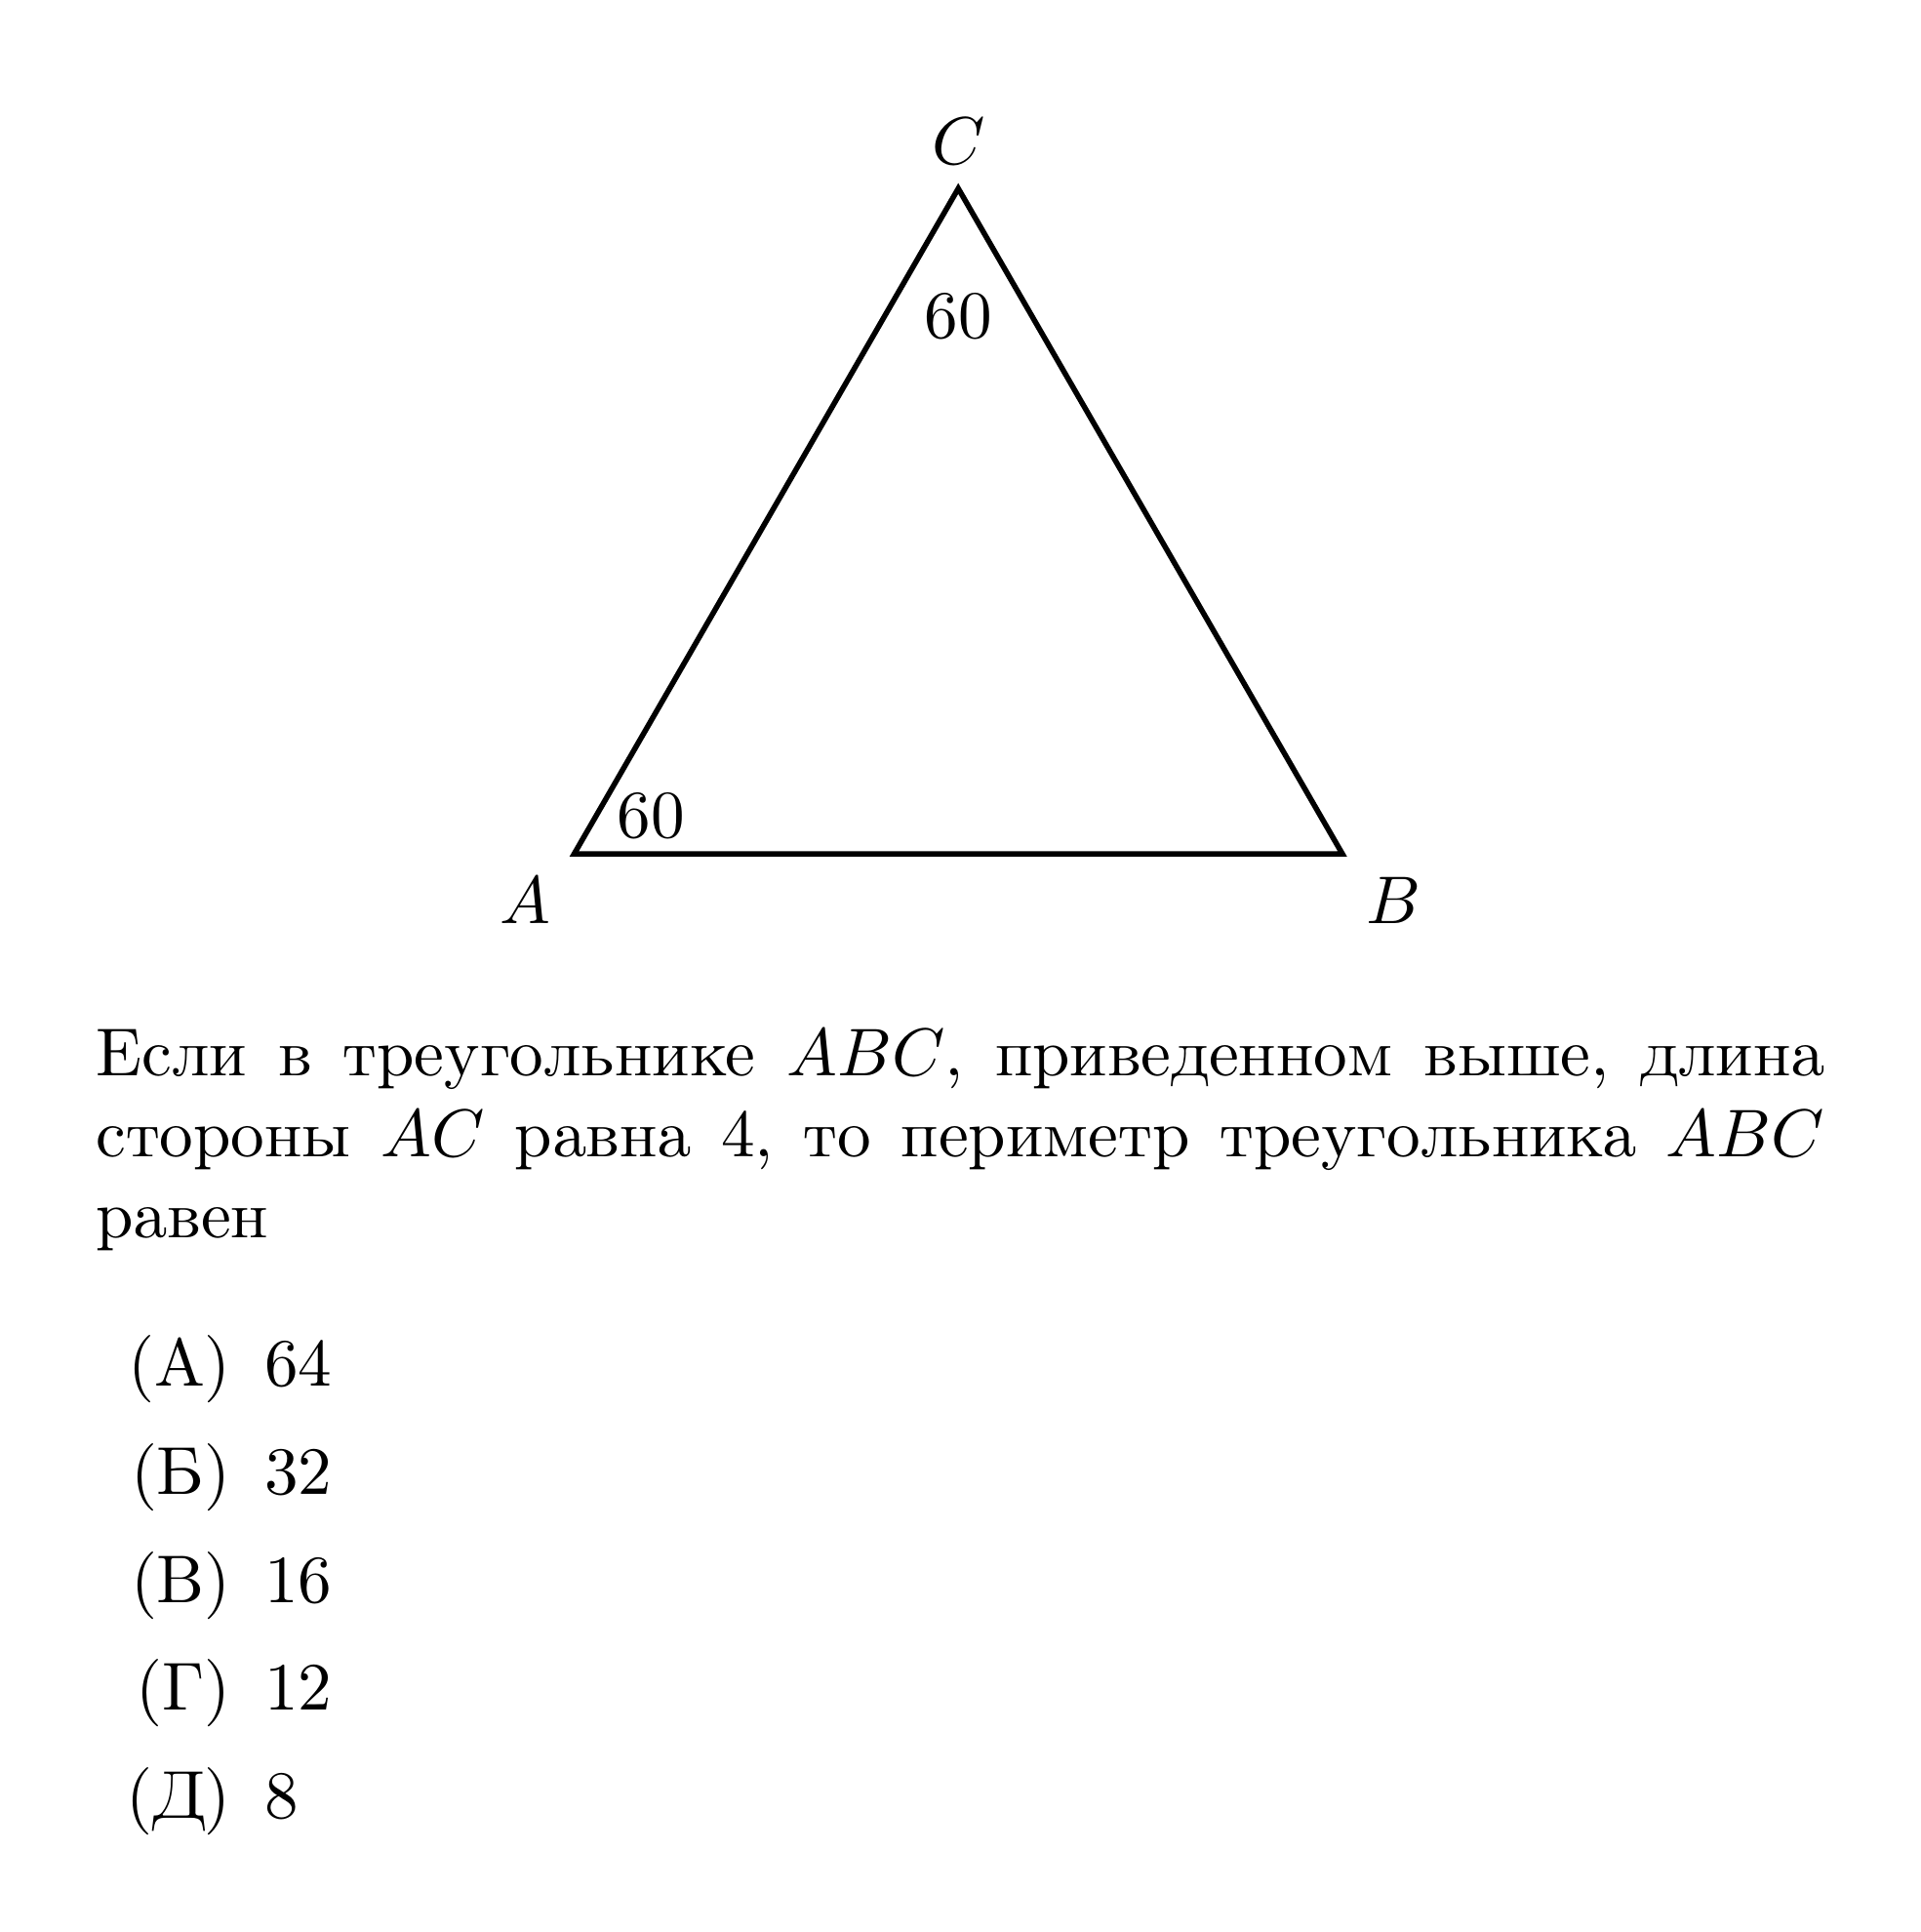 C
60
60
A B
Если в треугольнике ABC, приведенном выше, длина
стороны AC равна 4, то периметр треугольника ABC
равен
(А) 64
(Б) 32
(В) 16
(Г) 12
(Д) 8